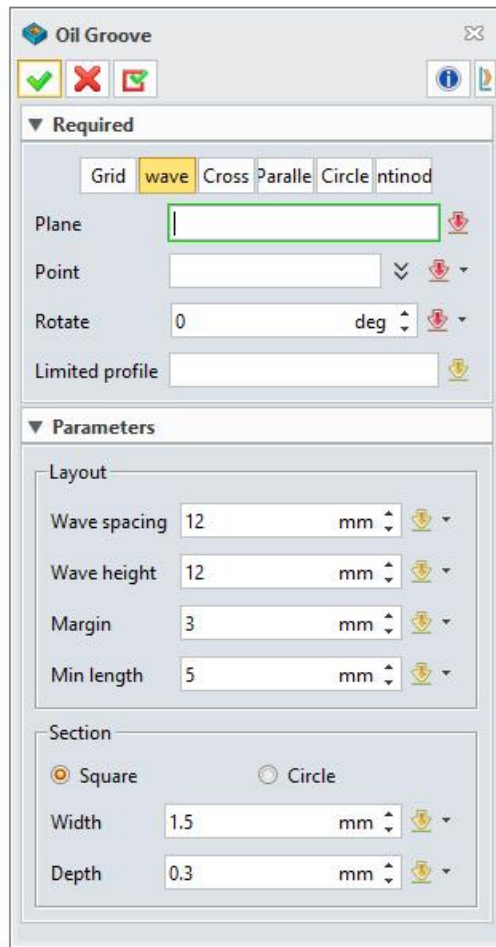 Oil Groove
Required
Grid wave Cross Paralle Circle ntinod
Plane
Point
Rotate 0 deg
Limited profile
Parameters
Layout
Wave spacing 12 mm
Wave height 12 mm
Margin 3 mm
Min length 5 mm
Section
Square Circle
Width 1.5 mm
Depth 0.3 mm